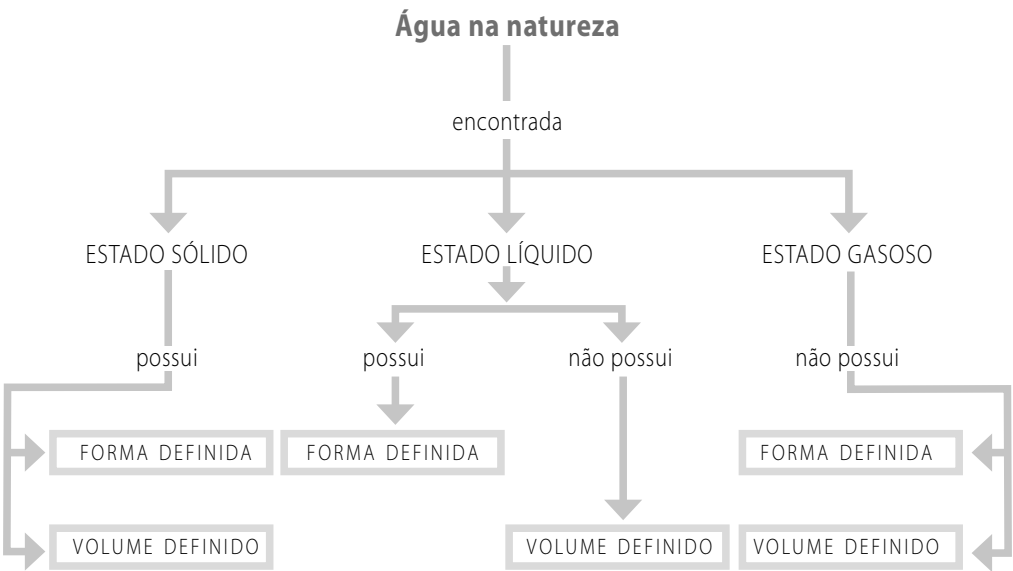 Água na natureza
encontrada
ESTADO SÓLIDO
ESTADO LÍQUIDO
ESTADO GASOSO
possui
possui
não possui
não possui
FORMA DEFINIDA
FORMA DEFINIDA
FORMA DEFINIDA
VOLUME DEFINIDO
VOLUME DEFINIDO
VOLUME DEFINIDO